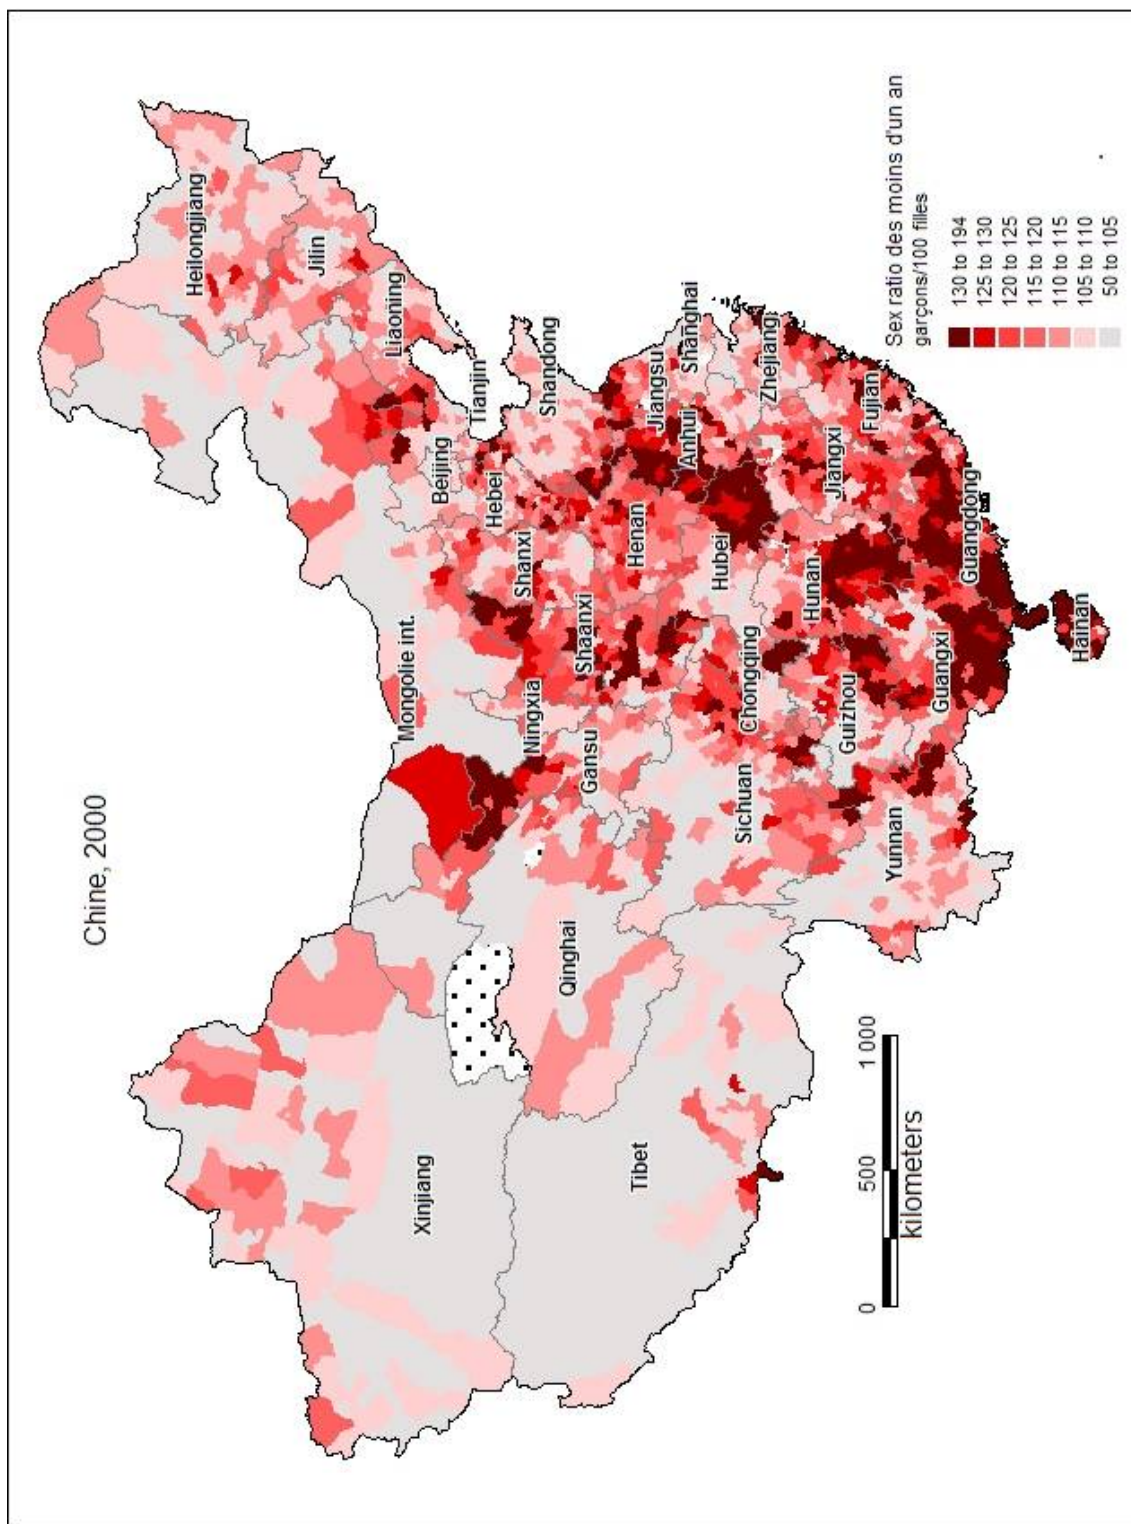 Chine, 2000
Heilongjiang
Jilin
Liaoning
Mongolie int.
Beijing
Tianjin
Hebei
Shandong
Shanxi
Ningxia
Shaanxi
Gansu
Henan
Jiangsu
Anhui
Shanghai
Xinjiang
Qinghai
Tibet
Sichuan
Chongqing
Hubei
Zhejiang
Hunan
Jiangxi
Fujian
Guizhou
Yunnan
Guangxi
Guangdong
Hainan
Sex ratio des moins d'un an
garçons/100 filles
130 to 194
125 to 130
120 to 125
115 to 120
110 to 115
105 to 110
50 to 105
0 500 1 000
kilometers